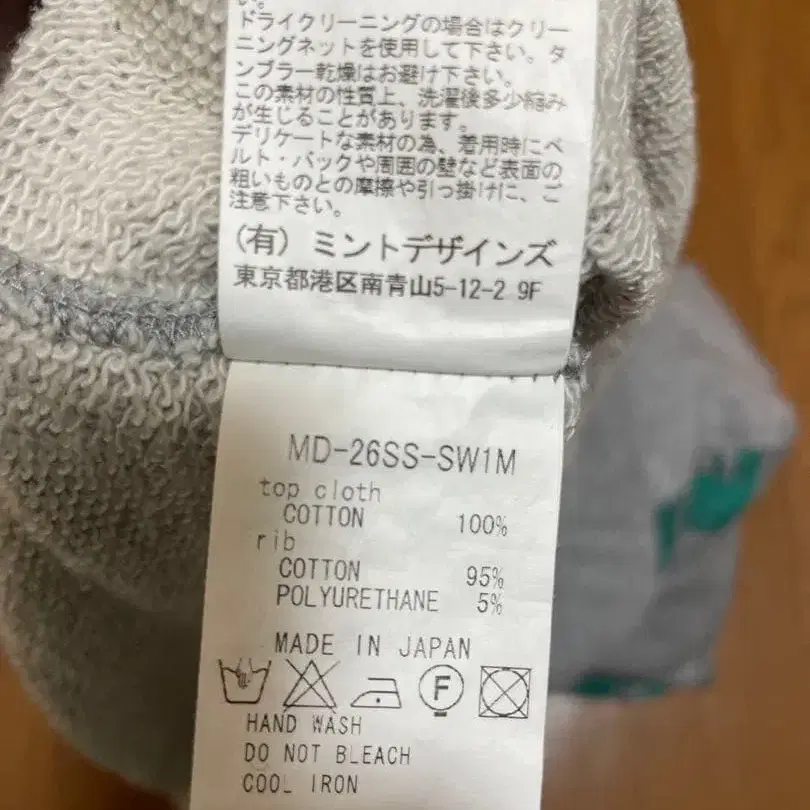 い。
ドライクリーニングの場合はクリー
ニングネットを使用して下さい。タ
ンブラー乾燥はお避け下さい。
この素材の性質上、洗濯後多少縮み
が生じることがあります。
デリケートな素材の為、着用時にベ
ルト・バックや周囲の壁など表面の
粗いものとの摩擦や引っ掛けに、ご
注意下さい。
(有) ミントデザインズ
東京都港区南青山5-12-2 9F
MD-26SS-SW1M
top cloth
COTTON 100%
rib
COTTON 95%
POLYURETHANE 5%
MADE IN JAPAN
F
HAND WASH
DO NOT BLEACH
COOL IRON